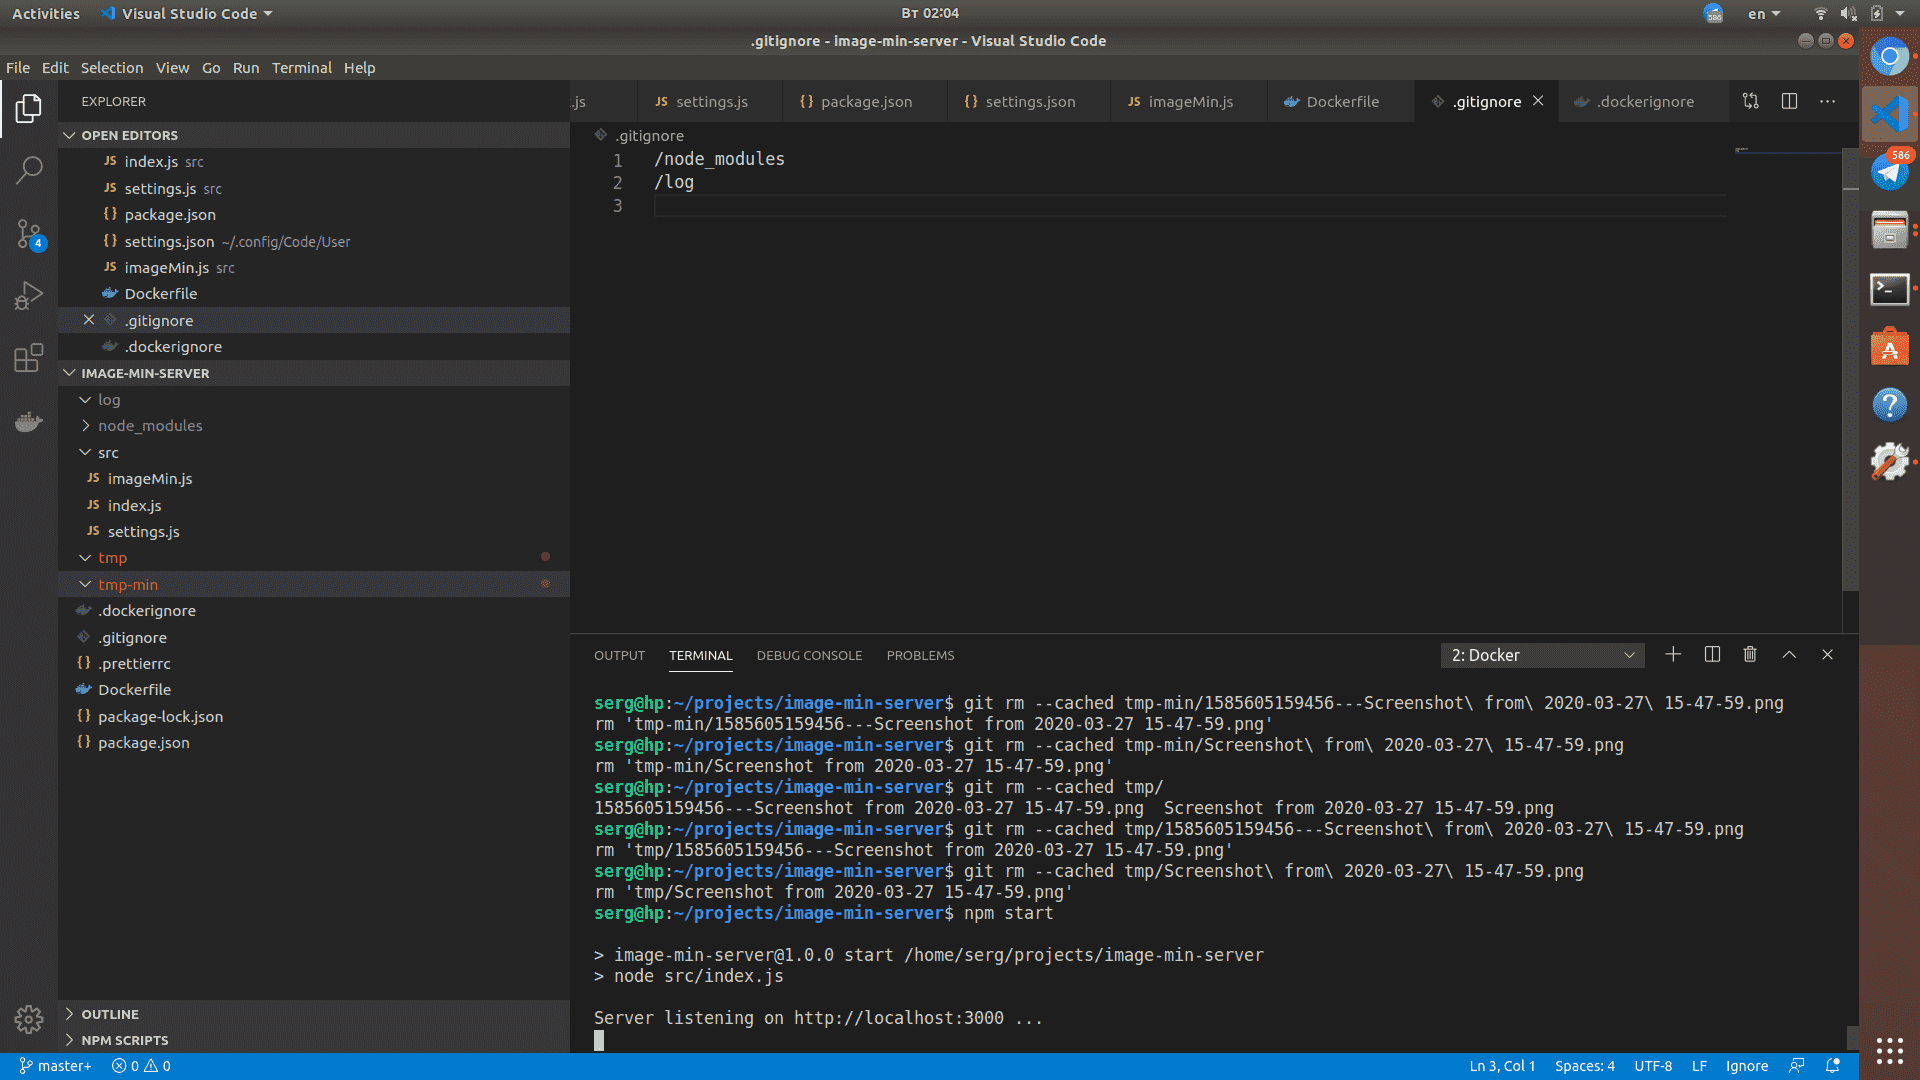 Activities Visual Studio Code Вт 02:04 586 en
.gitignore - image-min-server - Visual Studio Code
File Edit Selection View Go Run Terminal Help
EXPLORER
OPEN EDITORS
JS index.js src
JS settings.js src
{} package.json
{} settings.json ~/.config/Code/User
JS imageMin.js src
Dockerfile
.gitignore
.dockerignore
IMAGE-MIN-SERVER
log
node_modules
src
JS imageMin.js
JS index.js
JS settings.js
tmp
tmp-min
.dockerignore
.gitignore
{} .prettierrc
Dockerfile
{} package-lock.json
{} package.json
OUTLINE
NPM SCRIPTS
4
.js JS settings.js {} package.json {} settings.json JS imageMin.js Dockerfile .gitignore .dockerignore
.gitignore
1 /node_modules
2 /log
3
OUTPUT TERMINAL DEBUG CONSOLE PROBLEMS 2: Docker
serg@hp:~/projects/image-min-server$ git rm --cached tmp-min/1585605159456---Screenshot\ from\ 2020-03-27\ 15-47-59.png
rm 'tmp-min/1585605159456---Screenshot from 2020-03-27 15-47-59.png'
serg@hp:~/projects/image-min-server$ git rm --cached tmp-min/Screenshot\ from\ 2020-03-27\ 15-47-59.png
rm 'tmp-min/Screenshot from 2020-03-27 15-47-59.png'
serg@hp:~/projects/image-min-server$ git rm --cached tmp/
1585605159456---Screenshot from 2020-03-27 15-47-59.png  Screenshot from 2020-03-27 15-47-59.png
serg@hp:~/projects/image-min-server$ git rm --cached tmp/1585605159456---Screenshot\ from\ 2020-03-27\ 15-47-59.png
rm 'tmp/1585605159456---Screenshot from 2020-03-27 15-47-59.png'
serg@hp:~/projects/image-min-server$ git rm --cached tmp/Screenshot\ from\ 2020-03-27\ 15-47-59.png
rm 'tmp/Screenshot from 2020-03-27 15-47-59.png'
serg@hp:~/projects/image-min-server$ npm start
> image-min-server@1.0.0 start /home/serg/projects/image-min-server
> node src/index.js
Server listening on http://localhost:3000 ...
586
master+ 0 0 Ln 3, Col 1 Spaces: 4 UTF-8 LF Ignore